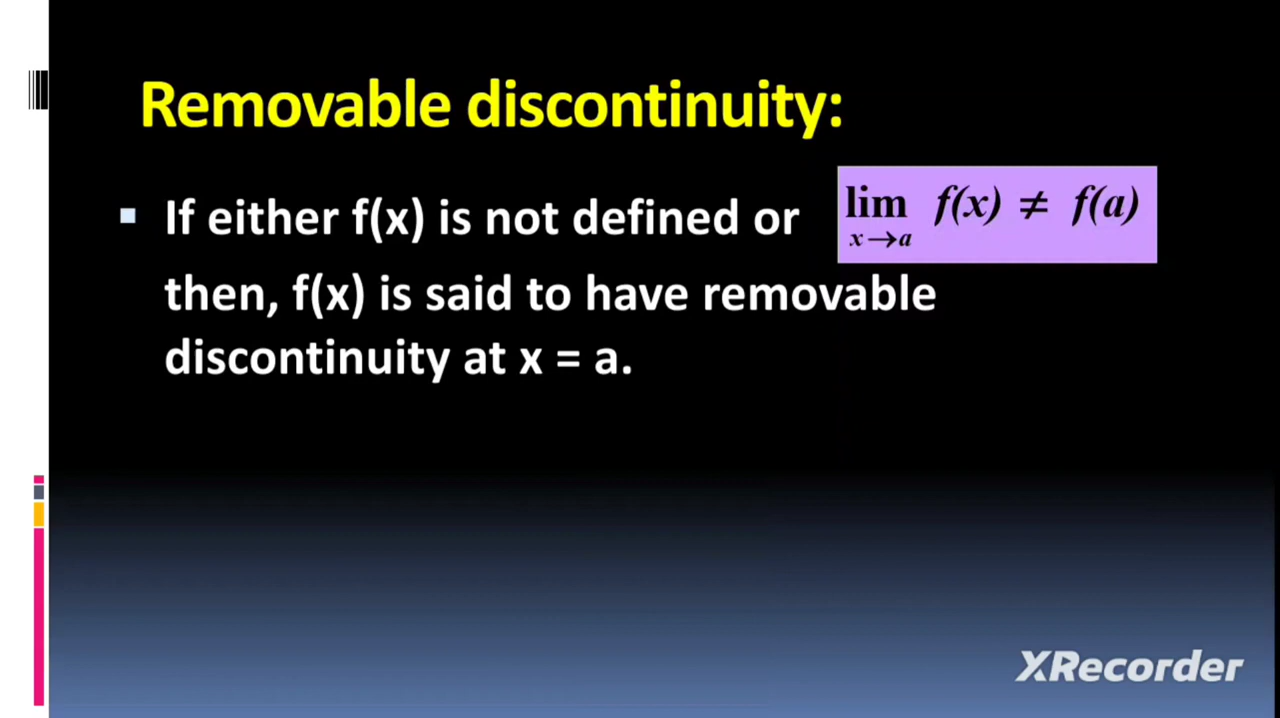 Removable discontinuity:
If either f(x) is not defined or lim f(x) ≠ f(a)
x→a
then, f(x) is said to have removable
discontinuity at x = a.
XRecorder